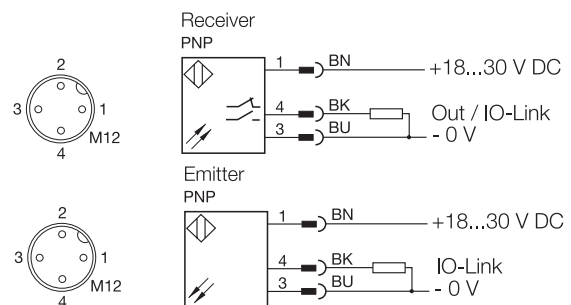 Receiver
PNP
1 BN +18...30 V DC
2
3 1
4 M12
4 BK Out / IO-Link
3 BU - 0 V
Emitter
PNP
1 BN +18...30 V DC
2
3 1
4 M12
4 BK IO-Link
3 BU - 0 V